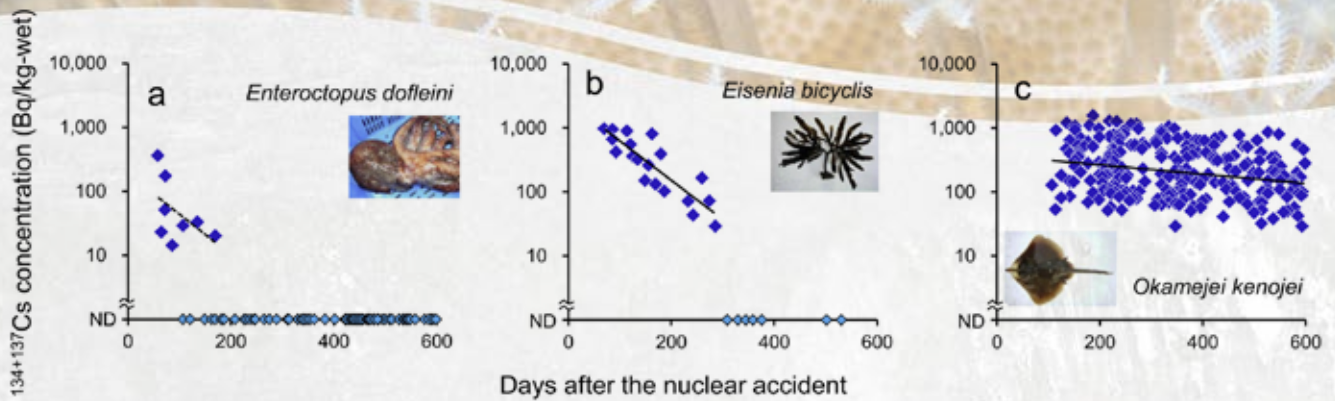 134+137Cs concentration (Bq/kg-wet)
a
Enteroctopus dofleini
10,000
1,000
100
10
ND
0
200
400
600
b
Eisenia bicyclis
10,000
1,000
100
10
ND
0
200
400
600
c
Okamejei kenojei
10,000
1,000
100
10
ND
0
200
400
600
Days after the nuclear accident